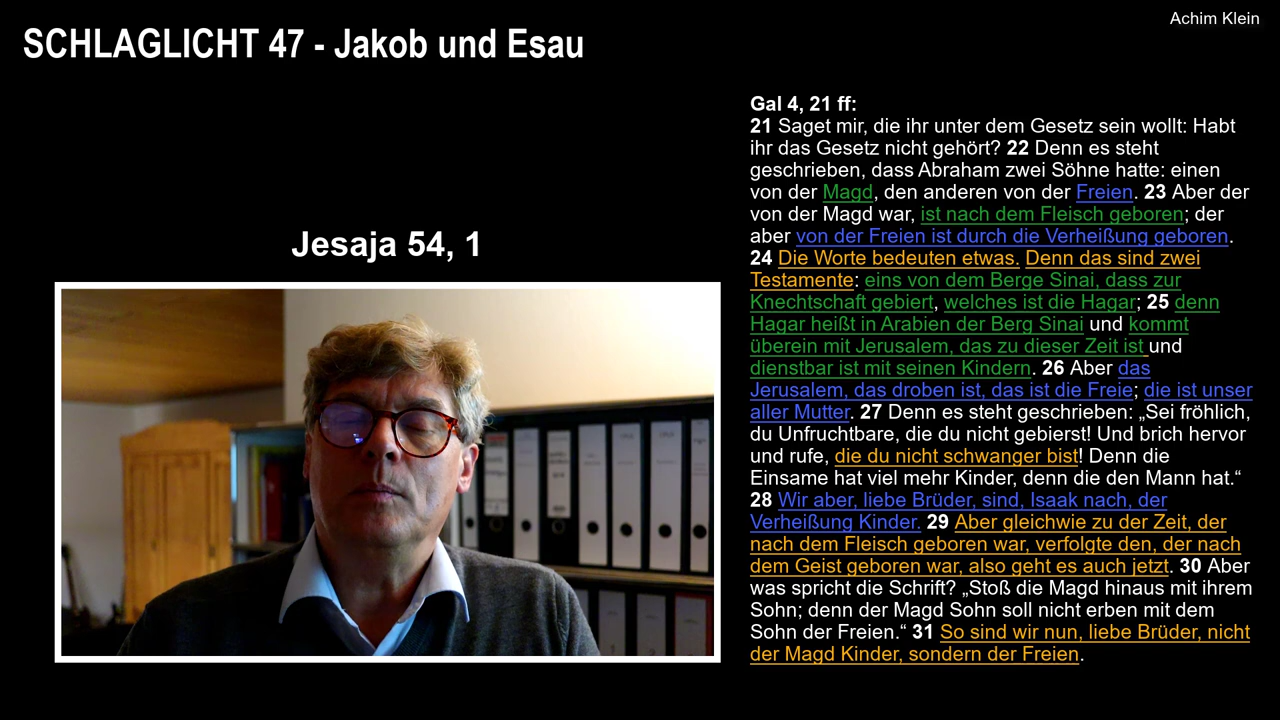 Achim Klein
SCHLAGLICHT 47 - Jakob und Esau
Jesaja 54, 1
Gal 4, 21 ff:
21 Saget mir, die ihr unter dem Gesetz sein wollt: Habt
ihr das Gesetz nicht gehört? 22 Denn es steht
geschrieben, dass Abraham zwei Söhne hatte: einen
von der Magd, den anderen von der Freien. 23 Aber der
von der Magd war, ist nach dem Fleisch geboren; der
aber von der Freien ist durch die Verheißung geboren.
24 Die Worte bedeuten etwas. Denn das sind zwei
Testamente: eins von dem Berge Sinai, dass zur
Knechtschaft gebiert, welches ist die Hagar; 25 denn
Hagar heißt in Arabien der Berg Sinai und kommt
überein mit Jerusalem, das zu dieser Zeit ist und
dienstbar ist mit seinen Kindern. 26 Aber das
Jerusalem, das droben ist, das ist die Freie; die ist unser
aller Mutter. 27 Denn es steht geschrieben: „Sei fröhlich,
du Unfruchtbare, die du nicht gebierst! Und brich hervor
und rufe, die du nicht schwanger bist! Denn die
Einsame hat viel mehr Kinder, denn die den Mann hat.“
28 Wir aber, liebe Brüder, sind, Isaak nach, der
Verheißung Kinder. 29 Aber gleichwie zu der Zeit, der
nach dem Fleisch geboren war, verfolgte den, der nach
dem Geist geboren war, also geht es auch jetzt. 30 Aber
was spricht die Schrift? „Stoß die Magd hinaus mit ihrem
Sohn; denn der Magd Sohn soll nicht erben mit dem
Sohn der Freien.“ 31 So sind wir nun, liebe Brüder, nicht
der Magd Kinder, sondern der Freien.